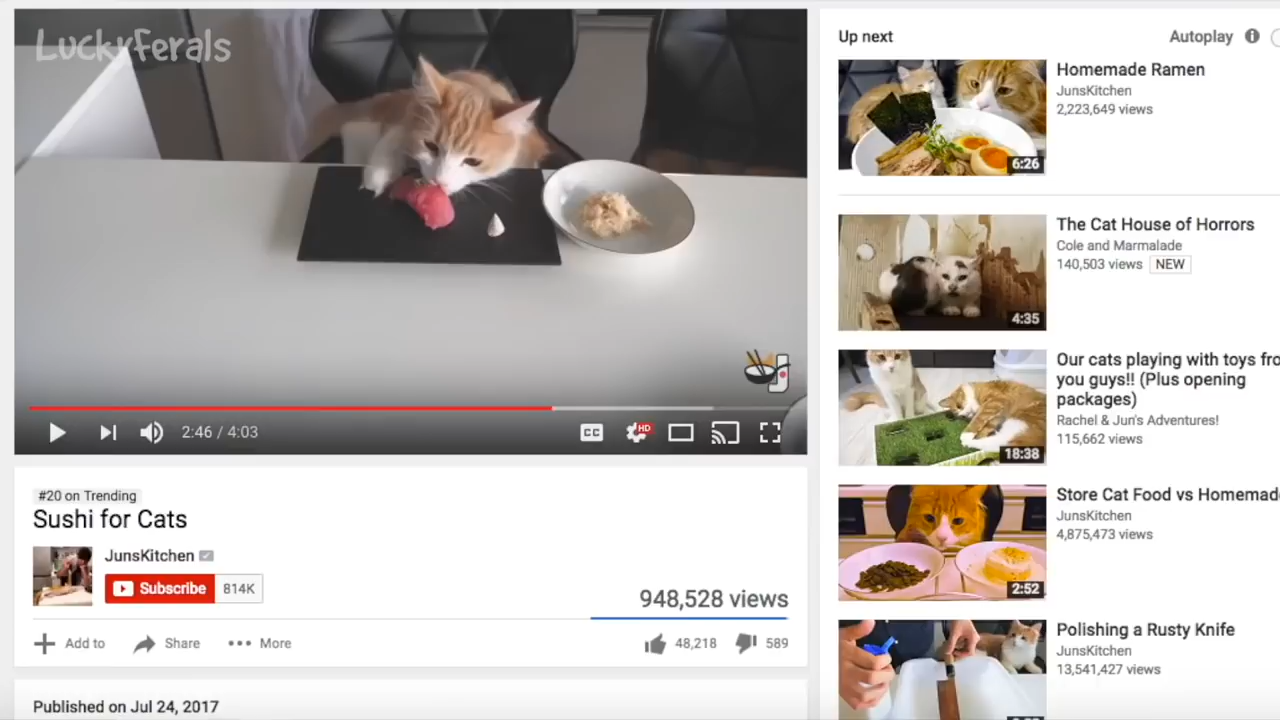 Luckyferals
2:46 / 4:03
CC
HD
#20 on Trending
Sushi for Cats
JunsKitchen
Subscribe 814K
948,528 views
Add to
Share
More
48,218
589
Published on Jul 24, 2017
Up next
Autoplay
6:26
Homemade Ramen
JunsKitchen
2,223,649 views
4:35
The Cat House of Horrors
Cole and Marmalade
140,503 views NEW
18:38
Our cats playing with toys fro
you guys!! (Plus opening
packages)
Rachel & Jun's Adventures!
115,662 views
2:52
Store Cat Food vs Homemade
JunsKitchen
4,875,473 views
Polishing a Rusty Knife
JunsKitchen
13,541,427 views